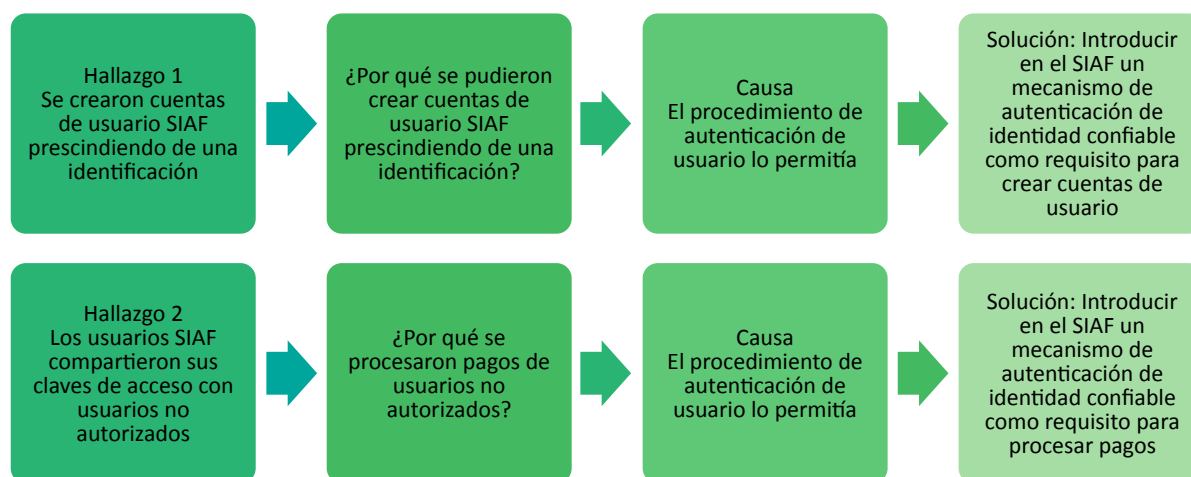 Hallazgo 1
Se crearon cuentas
de usuario SIAF
prescindiendo de una
identificación
¿Por qué se pudieron
crear cuentas de
usuario SIAF
prescindiendo de una
identificación?
Causa
El procedimiento de
autenticación de
usuario lo permitía
Solución: Introducir
en el SIAF un
mecanismo de
autenticación de
identidad confiable
como requisito para
crear cuentas de
usuario
Hallazgo 2
Los usuarios SIAF
compartieron sus
claves de acceso con
usuarios no
autorizados
¿Por qué se
procesaron pagos de
usuarios no
autorizados?
Causa
El procedimiento de
autenticación de
usuario lo permitía
Solución: Introducir
en el SIAF un
mecanismo de
autenticación de
identidad confiable
como requisito para
procesar pagos